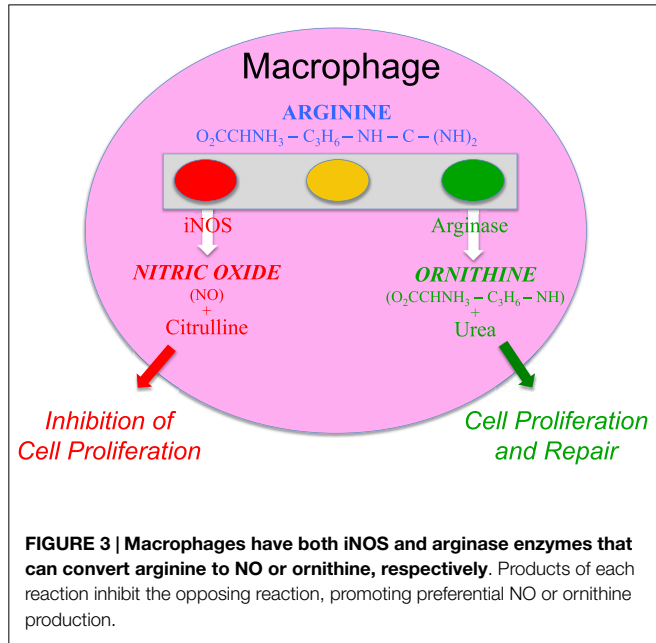 Macrophage
ARGININE
O₂CCHNH₃ – C₃H₆ – NH – C – (NH)₂
iNOS
Arginase
NITRIC OXIDE
(NO)
+
Citrulline
ORNITHINE
(O₂CCHNH₃ – C₃H₆ – NH)
+
Urea
Inhibition of
Cell Proliferation
Cell Proliferation
and Repair
FIGURE 3 | Macrophages have both iNOS and arginase enzymes that
can convert arginine to NO or ornithine, respectively. Products of each
reaction inhibit the opposing reaction, promoting preferential NO or ornithine
production.